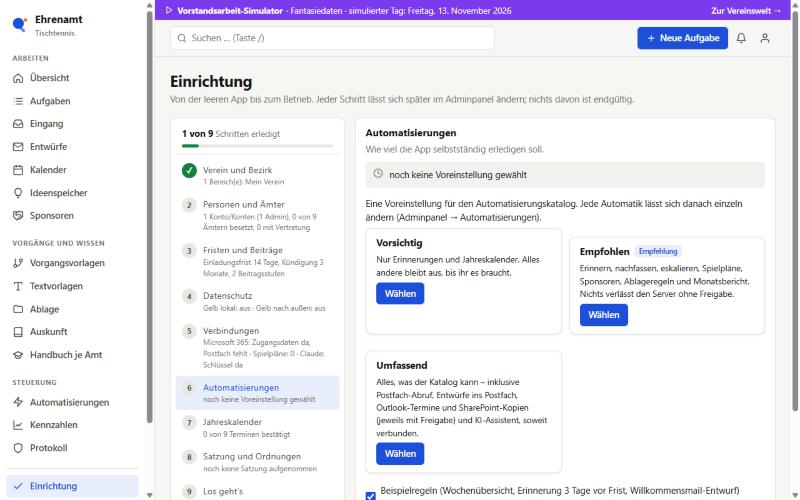 Ehrenamt
Tischtennis
ARBEITEN
Übersicht
Aufgaben
Eingang
Entwürfe
Kalender
Ideenspeicher
Sponsoren
VORGÄNGE UND WISSEN
Vorgangsvorlagen
Textvorlagen
Ablage
Auskunft
Handbuch je Amt
STEUERUNG
Automatisierungen
Kennzahlen
Protokoll
Einrichtung
Vorstandsarbeit-Simulator · Fantasiedaten · simulierter Tag: Freitag, 13. November 2026
Zur Vereinswelt →
Suchen … (Taste /)
+ Neue Aufgabe
Einrichtung
Von der leeren App bis zum Betrieb. Jeder Schritt lässt sich später im Adminpanel ändern; nichts davon ist endgültig.
1 von 9 Schritten erledigt
Verein und Bezirk
1 Bereich(e): Mein Verein
2
Personen und Ämter
1 Konto/Konten (1 Admin), 0 von 9
Ämtern besetzt, 0 mit Vertretung
3
Fristen und Beiträge
Einladungsfrist 14 Tage, Kündigung 3
Monate, 2 Beitragsstufen
4
Datenschutz
Gelb lokal: aus · Gelb nach außen: aus
5
Verbindungen
Microsoft 365: Zugangsdaten da,
Postfach fehlt · Spielpläne: 0 · Claude:
Schlüssel da
6
Automatisierungen
noch keine Voreinstellung gewählt
7
Jahreskalender
0 von 9 Terminen bestätigt
8
Satzung und Ordnungen
noch keine Satzung aufgenommen
9
Los geht's
Automatisierungen
Wie viel die App selbstständig erledigen soll.
noch keine Voreinstellung gewählt
Eine Voreinstellung für den Automatisierungskatalog. Jede Automatik lässt sich danach einzeln
ändern (Adminpanel → Automatisierungen).
Vorsichtig
Nur Erinnerungen und Jahreskalender. Alles
andere bleibt aus, bis ihr es braucht.
Wählen
Empfohlen Empfehlung
Erinnern, nachfassen, eskalieren, Spielpläne,
Sponsoren, Ablageregeln und Monatsbericht.
Nichts verlässt den Server ohne Freigabe.
Wählen
Umfassend
Alles, was der Katalog kann – inklusive
Postfach-Abruf, Entwürfe ins Postfach,
Outlook-Termine und SharePoint-Kopien
(jeweils mit Freigabe) und KI-Assistent, soweit
verbunden.
Wählen
Beispielregeln (Wochenübersicht, Erinnerung 3 Tage vor Frist, Willkommensmail-Entwurf)